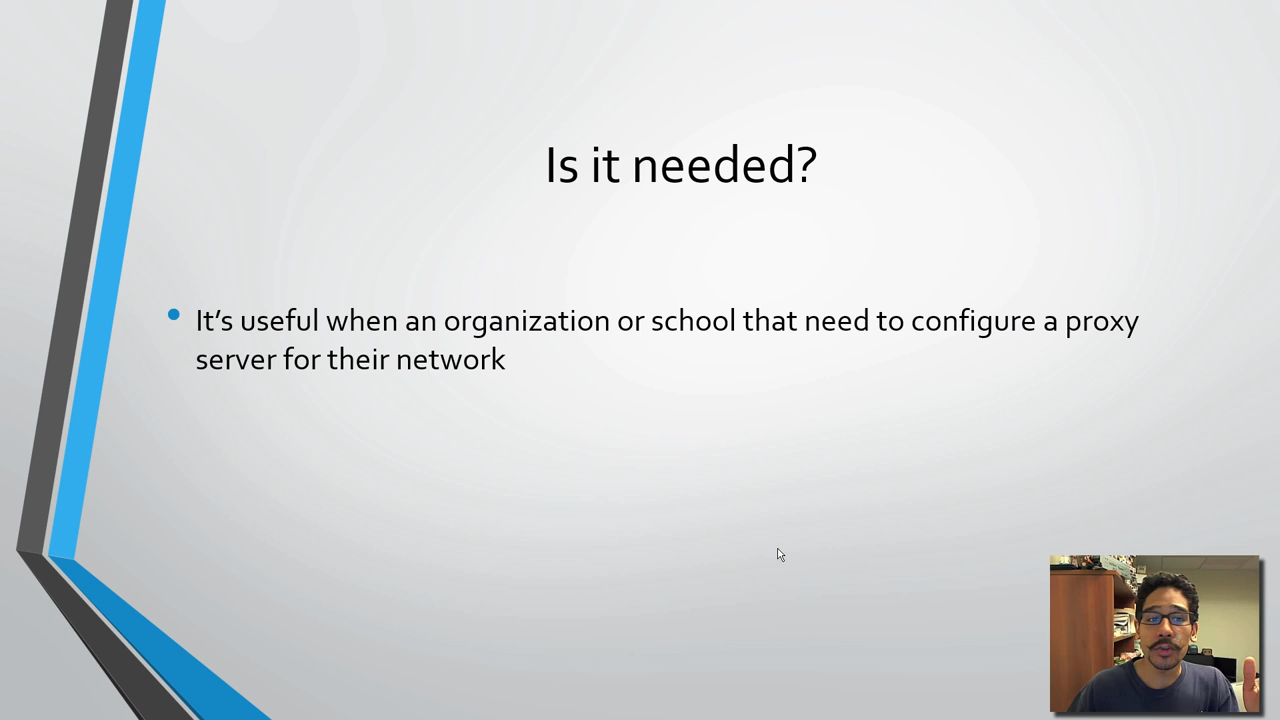 Is it needed?
It’s useful when an organization or school that need to configure a proxy
server for their network